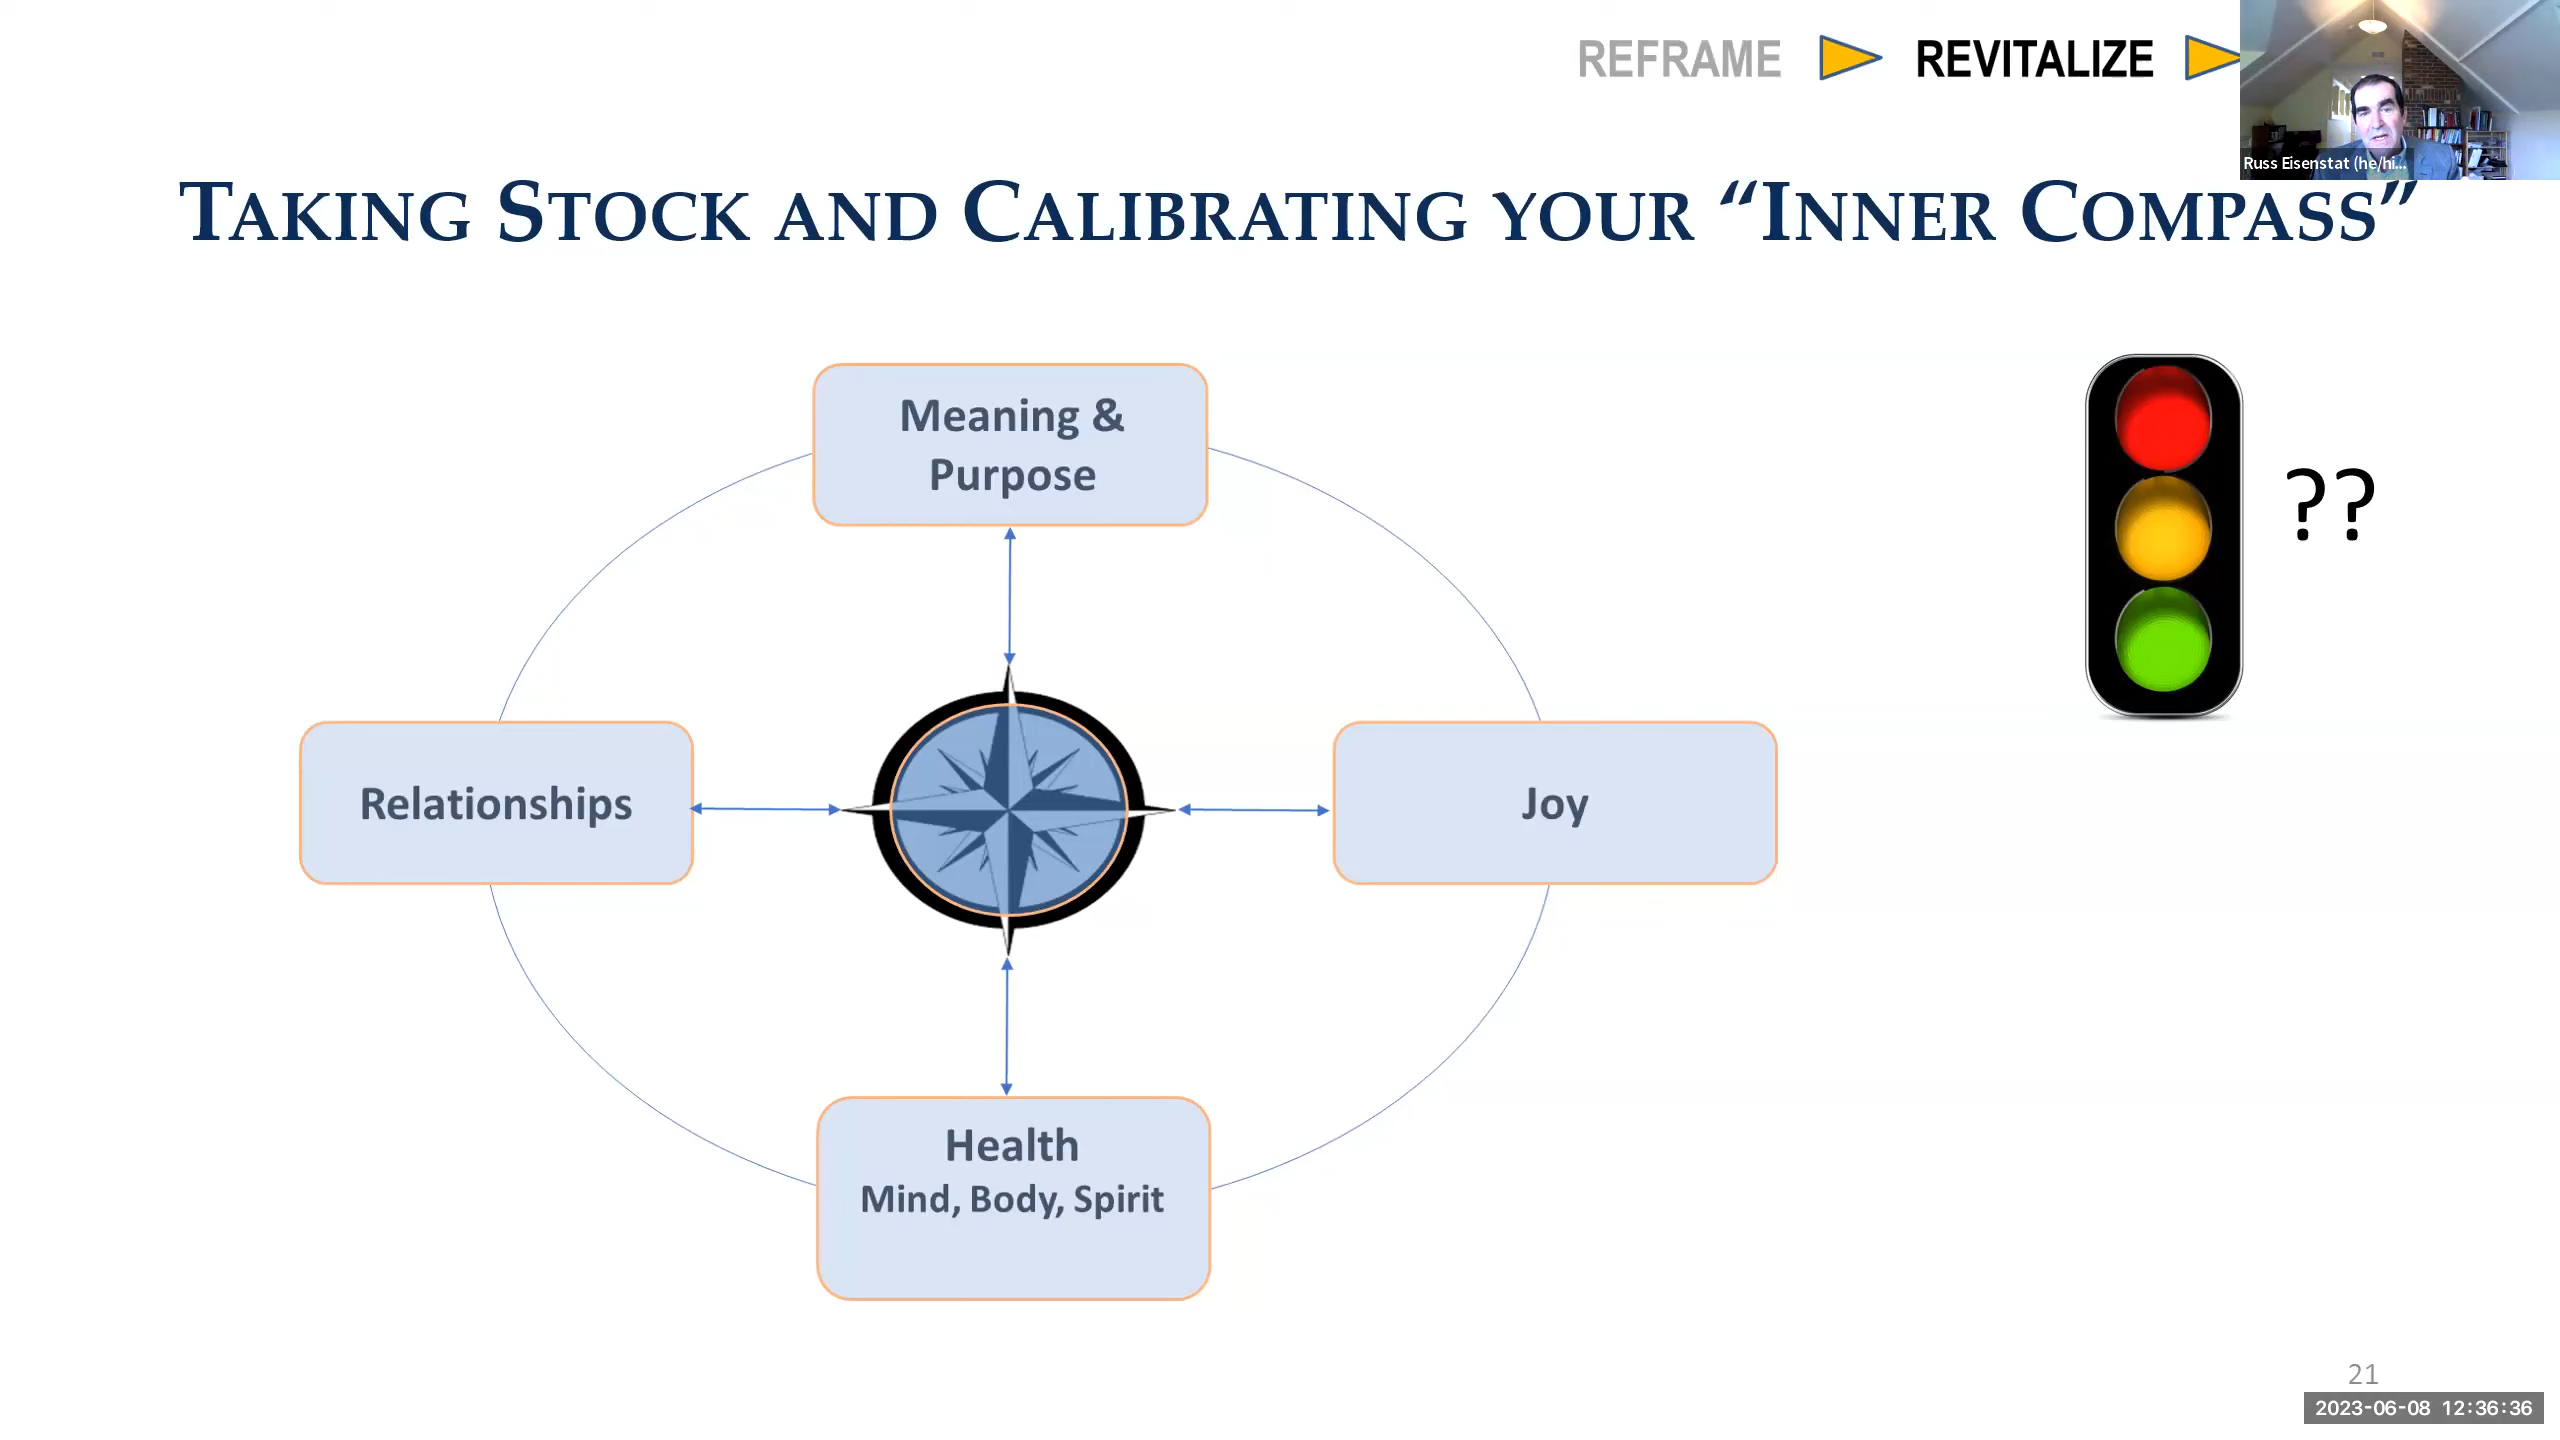 REFRAME REVITALIZE
Russ Eisenstat (he/hi...
TAKING STOCK AND CALIBRATING YOUR “INNER COMPASS”
Meaning &
Purpose
??
Relationships
Joy
Health
Mind, Body, Spirit
21
2023-06-08 12:36:36